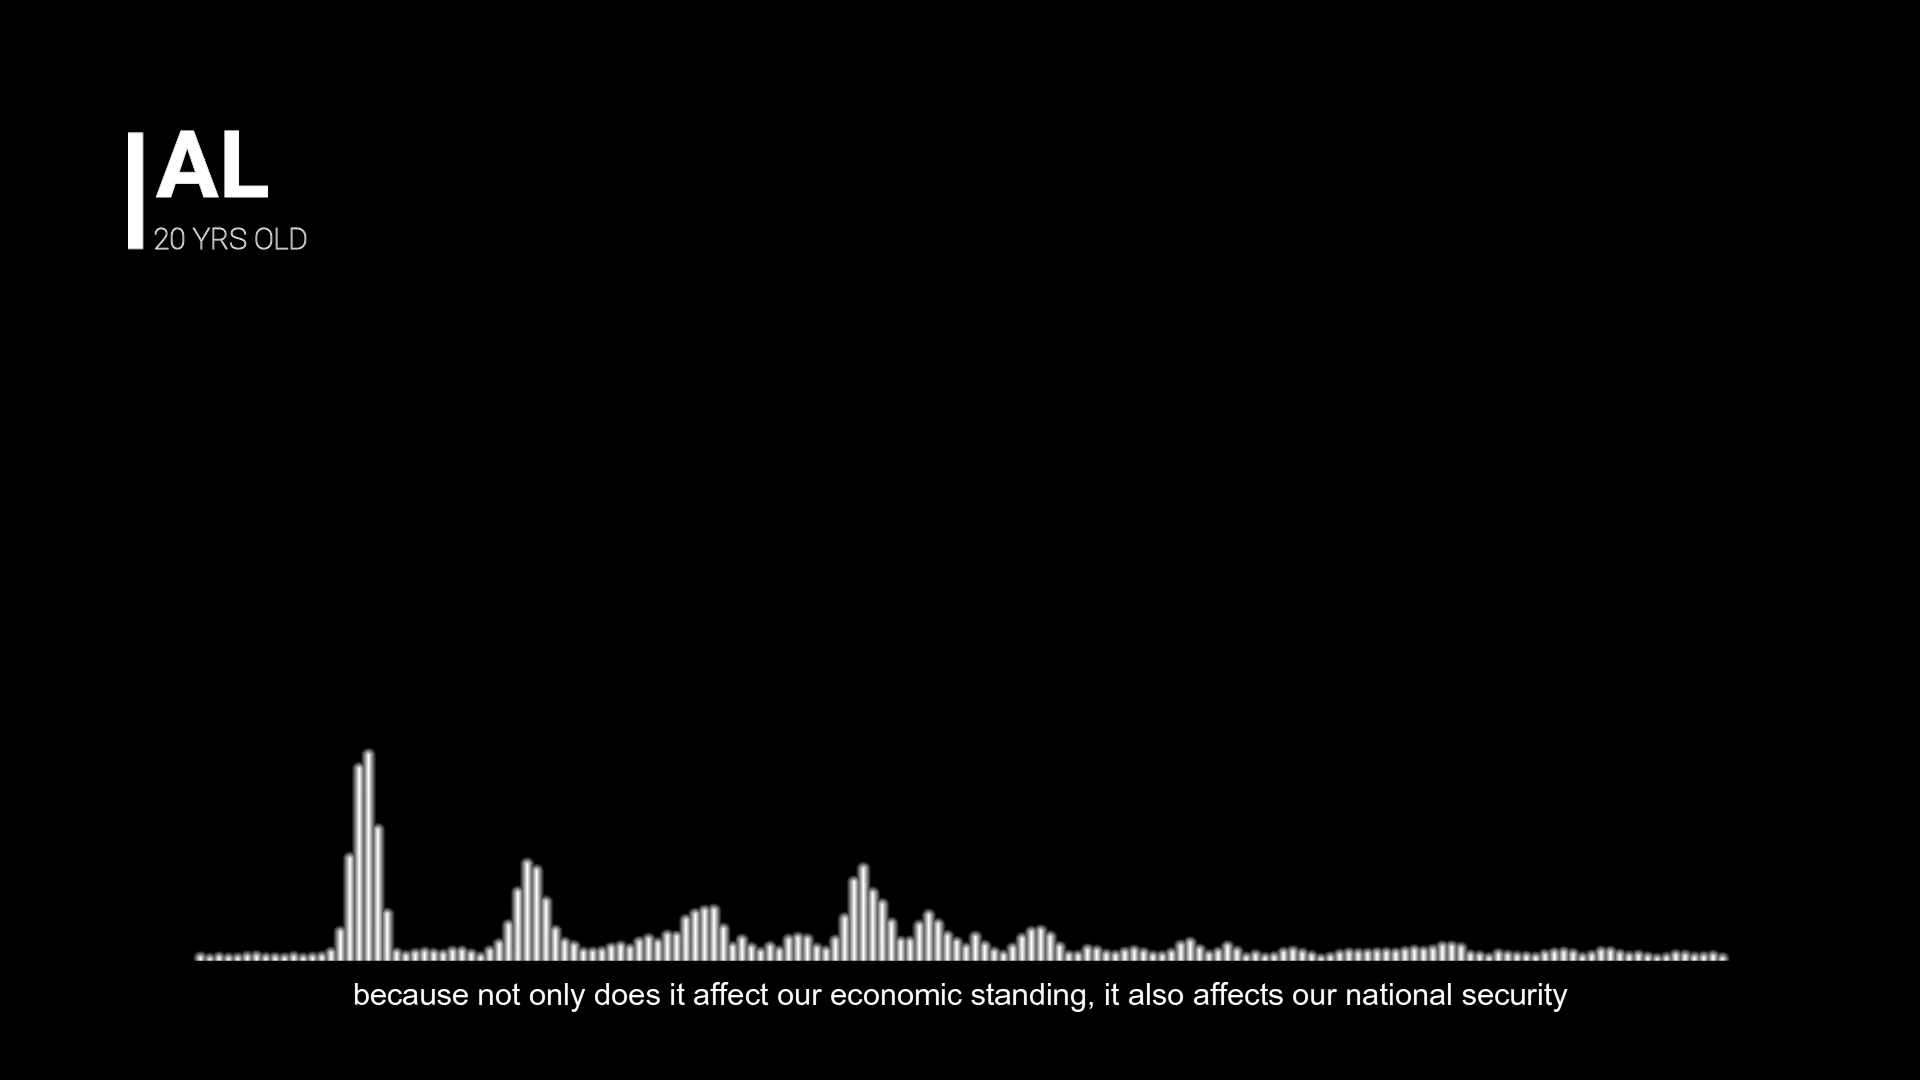 AL
20 YRS OLD
because not only does it affect our economic standing, it also affects our national security